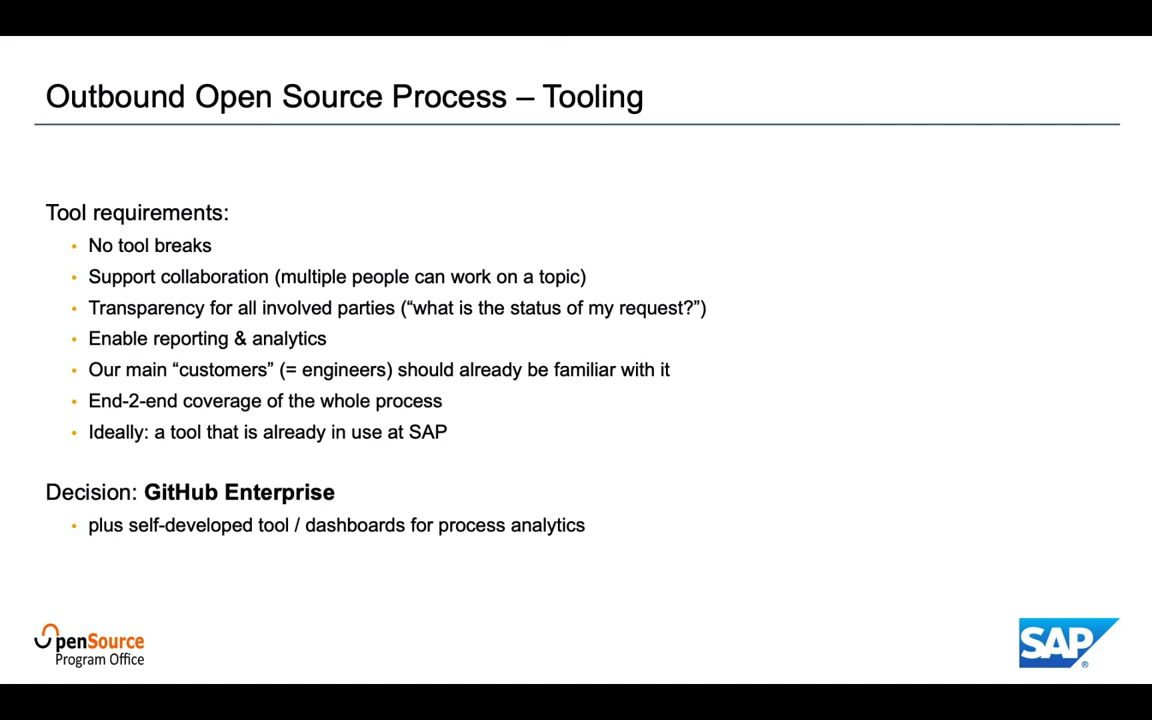 Outbound Open Source Process – Tooling
Tool requirements:
• No tool breaks
• Support collaboration (multiple people can work on a topic)
• Transparency for all involved parties (“what is the status of my request?”)
• Enable reporting & analytics
• Our main “customers” (= engineers) should already be familiar with it
• End-2-end coverage of the whole process
• Ideally: a tool that is already in use at SAP
Decision: GitHub Enterprise
• plus self-developed tool / dashboards for process analytics
OpenSource
Program Office
SAP®